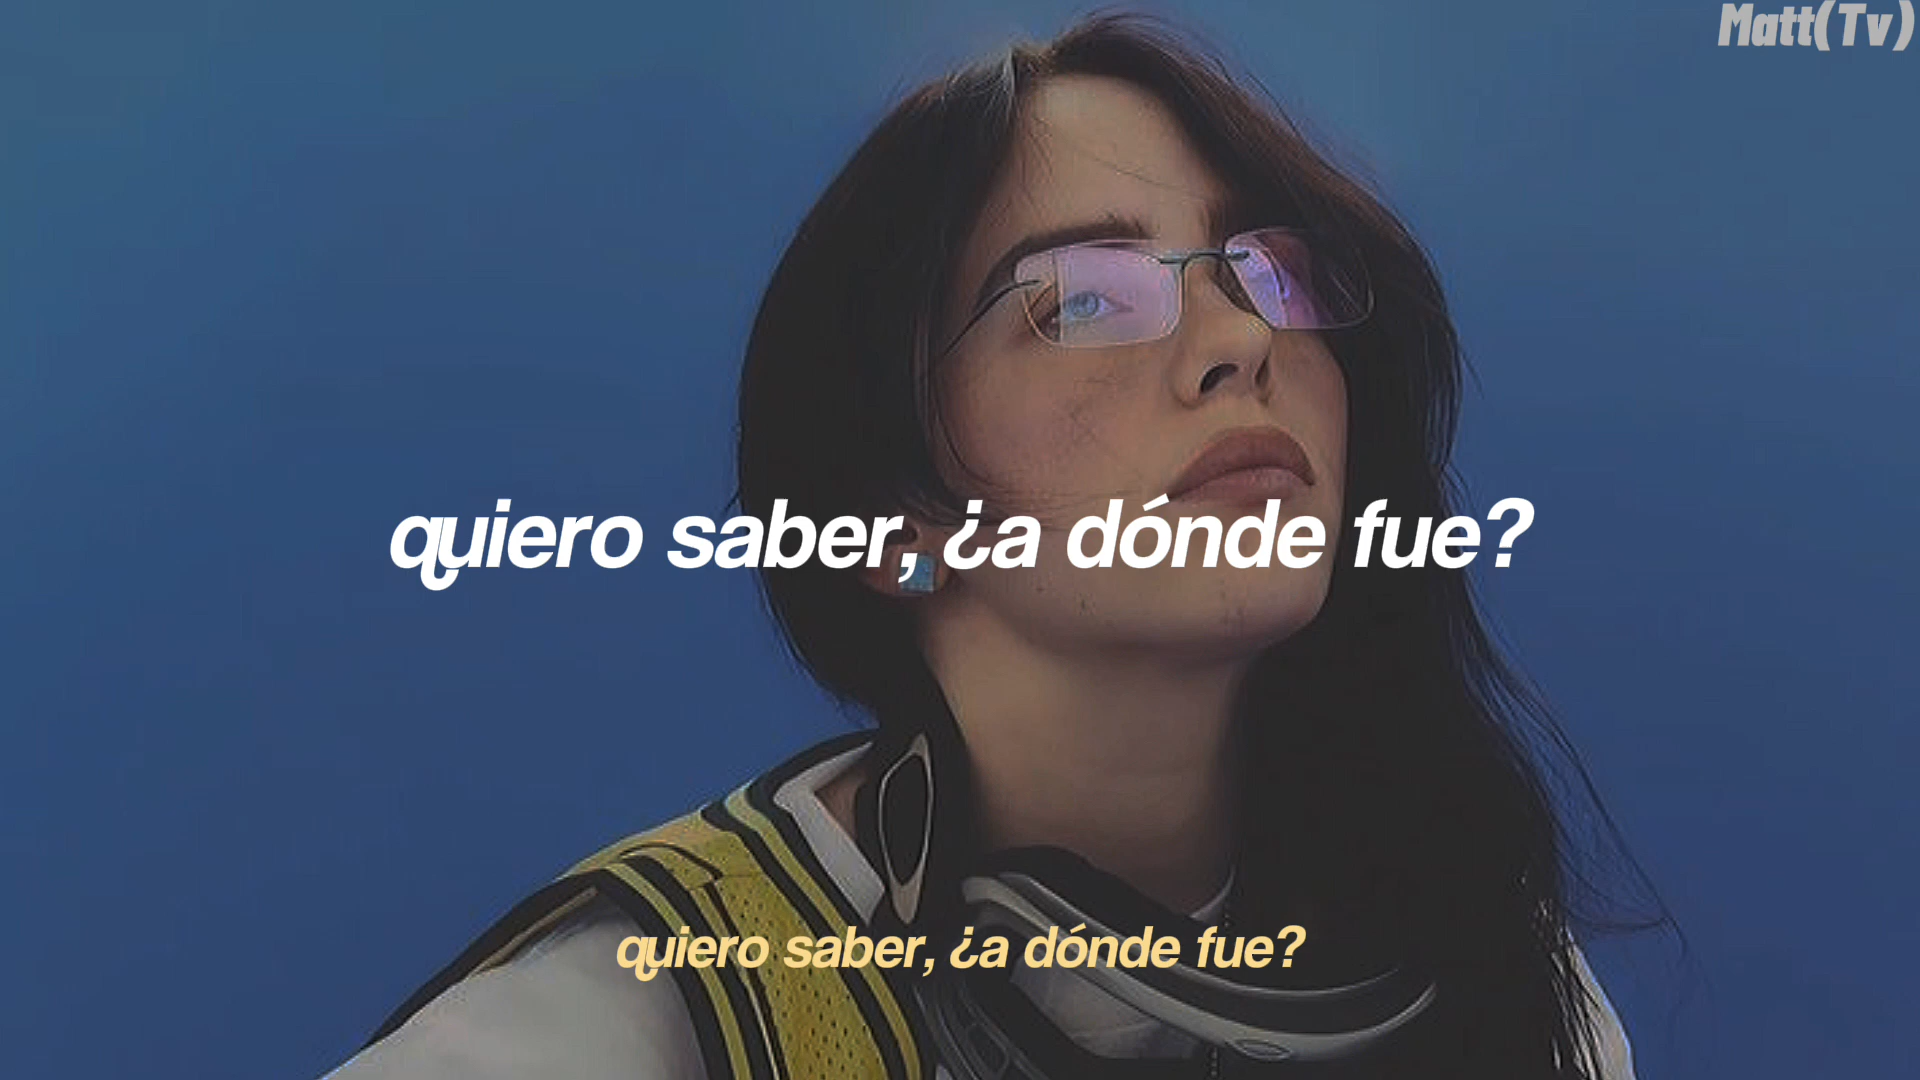 Matt(Tv)
quiero saber, ¿a dónde fue?
quiero saber, ¿a dónde fue?